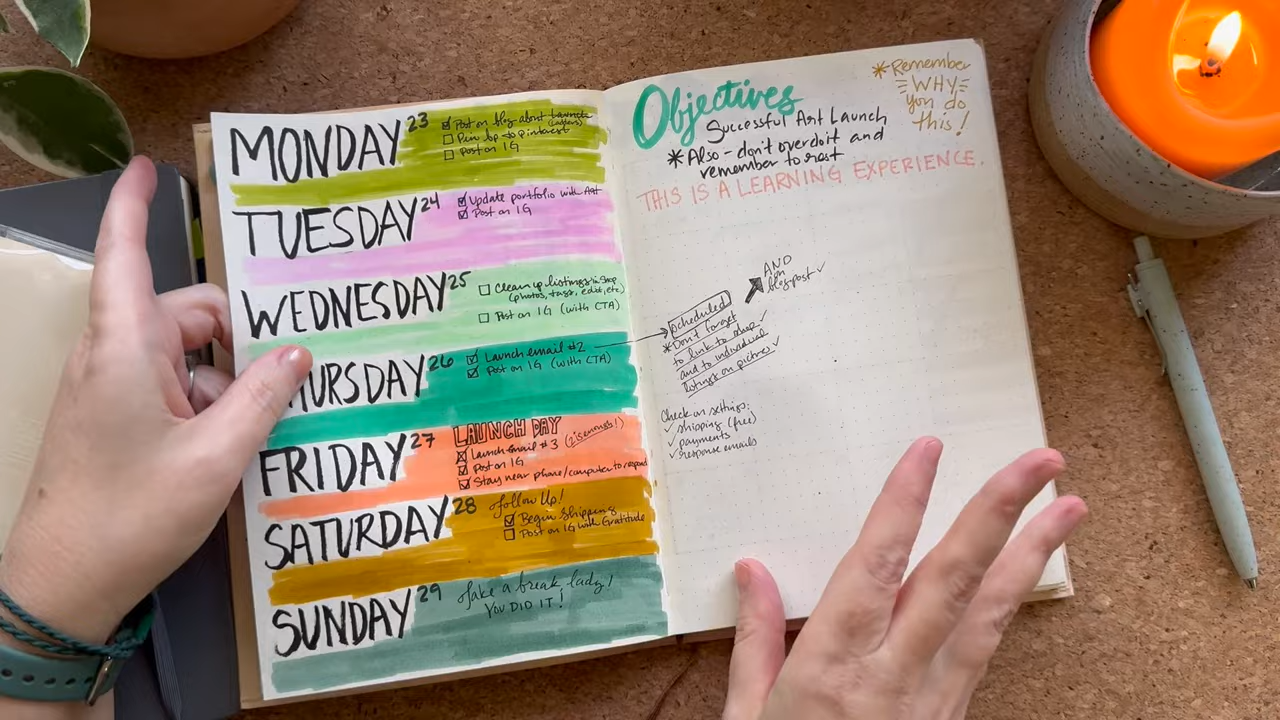 MONDAY 23
Post on blog about Launch
(addons)
Pin Up to pinterest
Post on IG
TUESDAY 24
Update portfolio with Art
Post on IG
WEDNESDAY 25
Clean up listings in Shop
(photos, tags, edit, etc)
Post on IG (with CTA)
THURSDAY 26
Launch email #2
Post on IG (with CTA)
FRIDAY 27
LAUNCH DAY
Launch email #3 (2 is enough!)
Post on IG
Stay near phone/computer to respond
SATURDAY 28
follow Up!
Begin Shipping
Post on IG with Gratitude
SUNDAY 29
take a break lady!
YOU DID IT!
Objectives
Successful Art Launch
*Also - don't overdo it and
remember to rest
THIS IS A LEARNING EXPERIENCE.
*Remember
WHY
you do
this!
AND
on
blogpost ✓
scheduled
*Don't forget
to link to shop ✓
and to individual
listings on pictures ✓
Check on settings:
✓ shipping (free)
✓ payments
✓ response emails